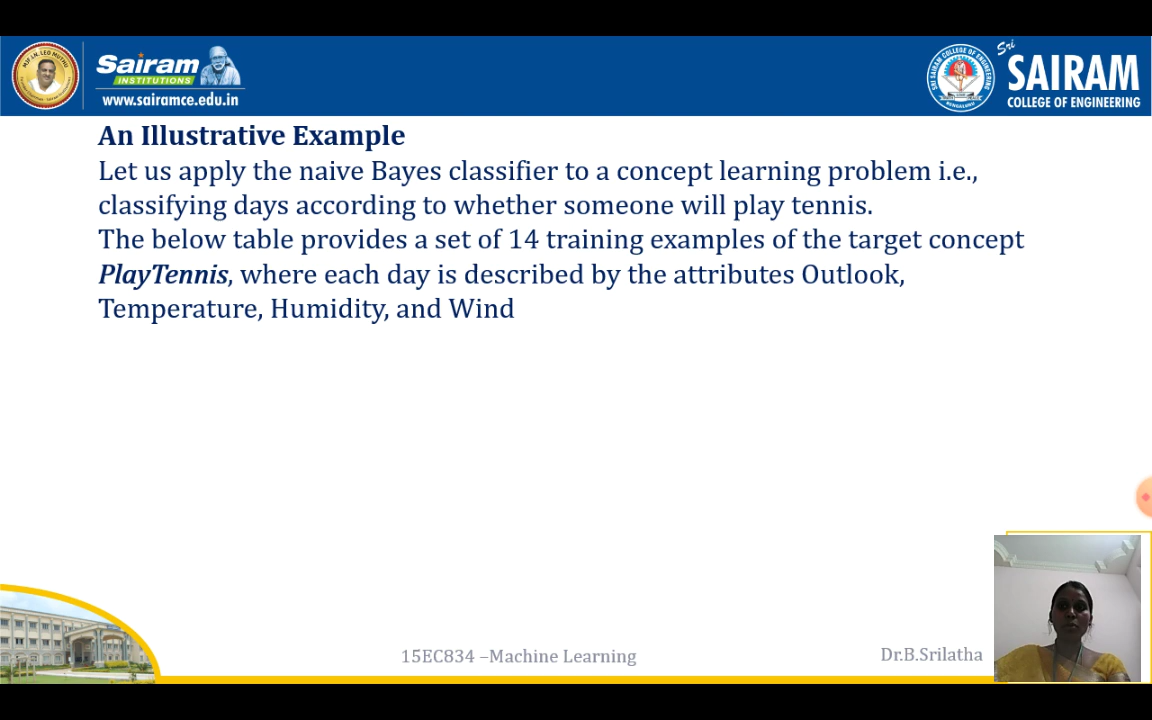 Sairam
INSTITUTIONS
www.sairamce.edu.in
Sri
SAIRAM
COLLEGE OF ENGINEERING
An Illustrative Example
Let us apply the naive Bayes classifier to a concept learning problem i.e.,
classifying days according to whether someone will play tennis.
The below table provides a set of 14 training examples of the target concept
PlayTennis, where each day is described by the attributes Outlook,
Temperature, Humidity, and Wind
15EC834 –Machine Learning
Dr.B.Srilatha